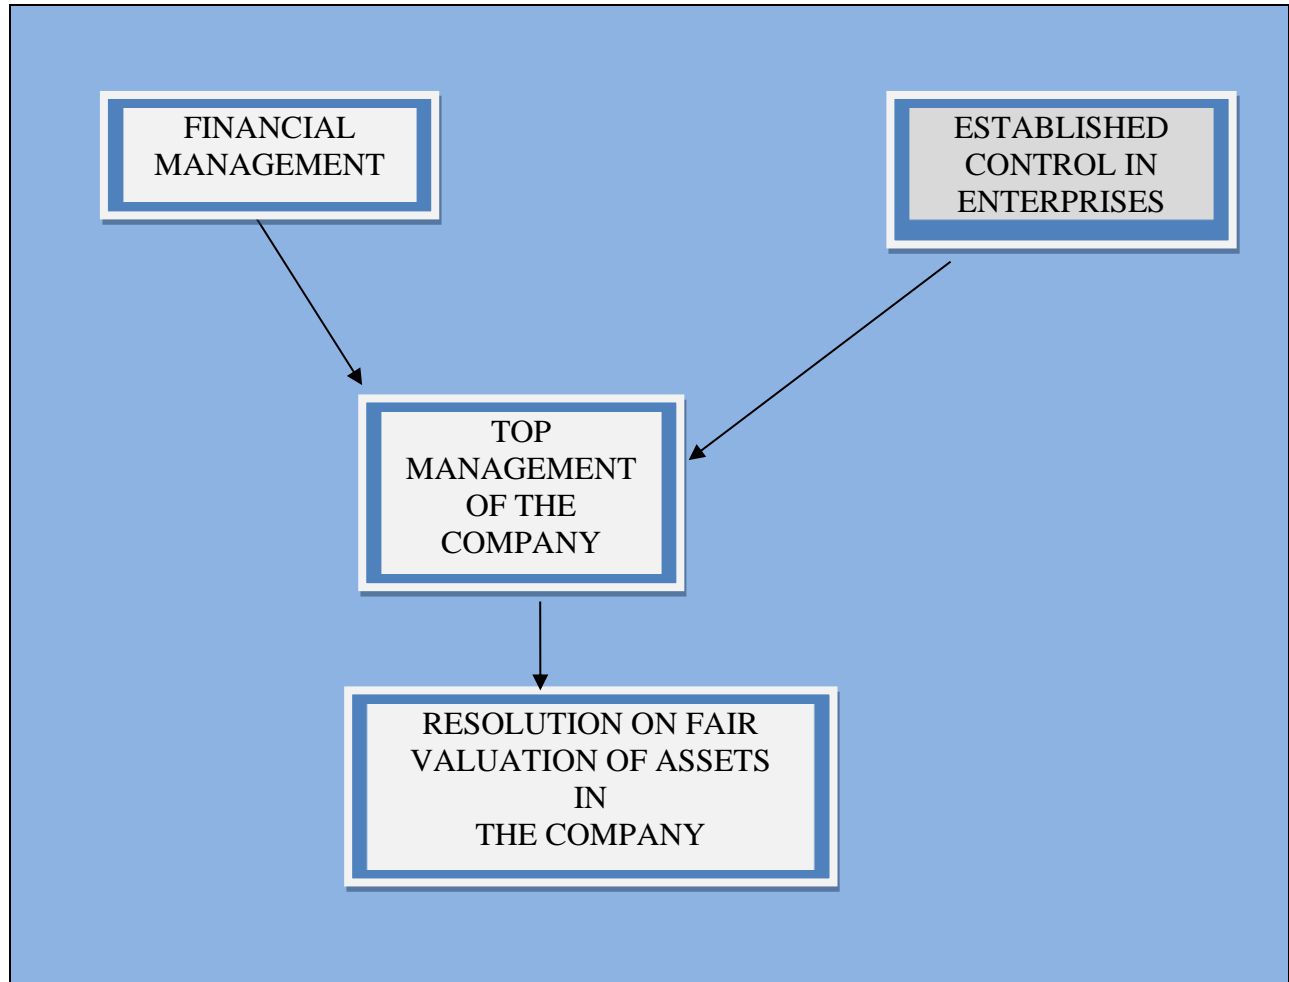 FINANCIAL
MANAGEMENT
ESTABLISHED
CONTROL IN
ENTERPRISES
TOP
MANAGEMENT
OF THE
COMPANY
RESOLUTION ON FAIR
VALUATION OF ASSETS
IN
THE COMPANY